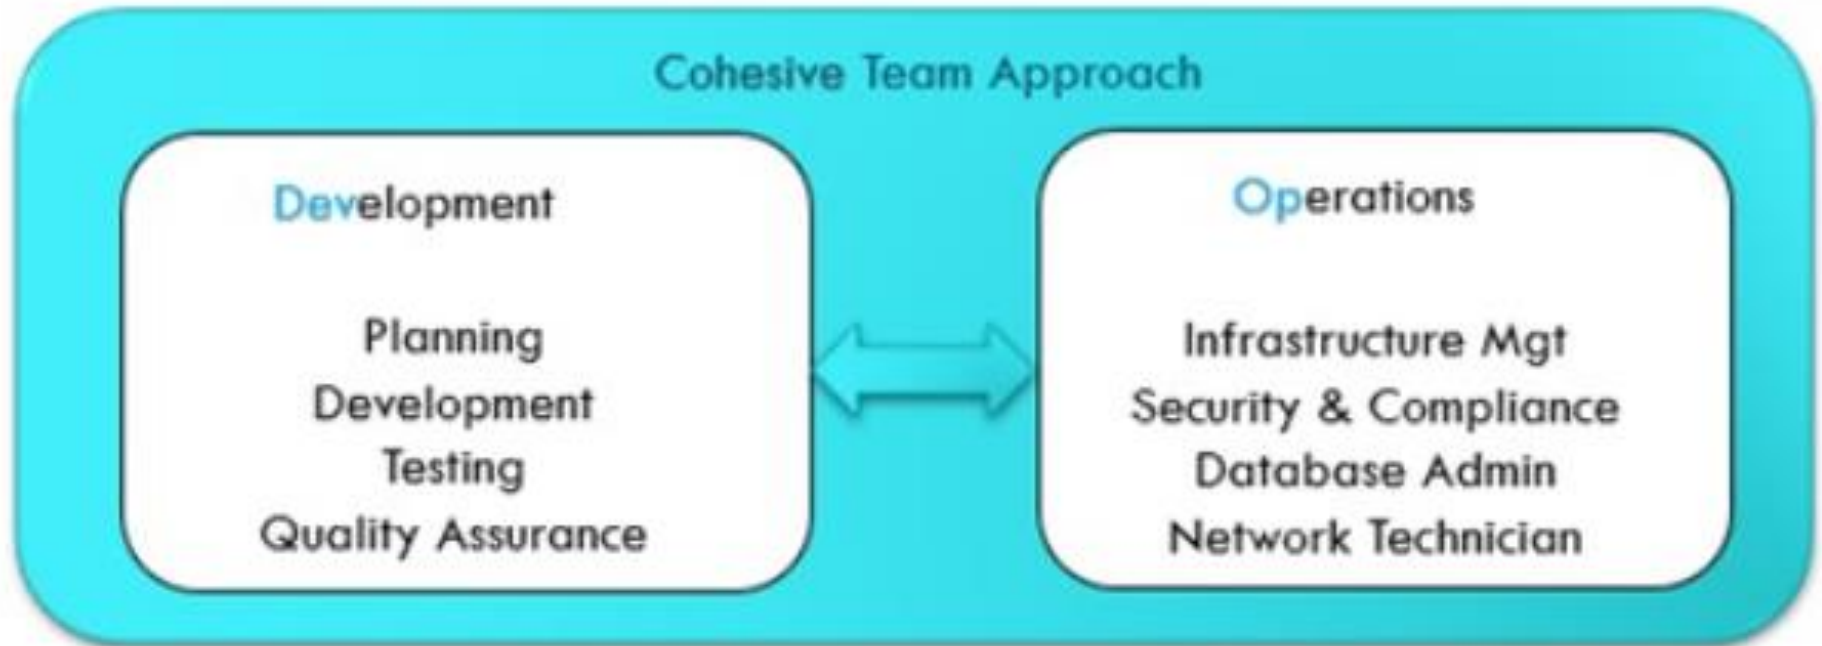 Cohesive Team Approach
Development
Planning
Development
Testing
Quality Assurance
Operations
Infrastructure Mgt
Security & Compliance
Database Admin
Network Technician